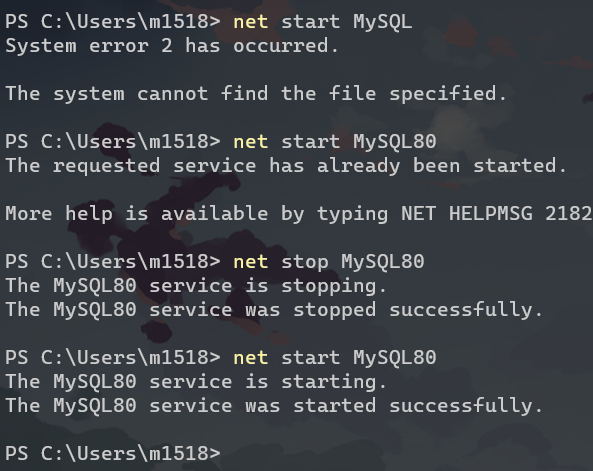 PS C:\Users\m1518> net start MySQL
System error 2 has occurred.
The system cannot find the file specified.
PS C:\Users\m1518> net start MySQL80
The requested service has already been started.
More help is available by typing NET HELPMSG 2182
PS C:\Users\m1518> net stop MySQL80
The MySQL80 service is stopping.
The MySQL80 service was stopped successfully.
PS C:\Users\m1518> net start MySQL80
The MySQL80 service is starting.
The MySQL80 service was started successfully.
PS C:\Users\m1518>